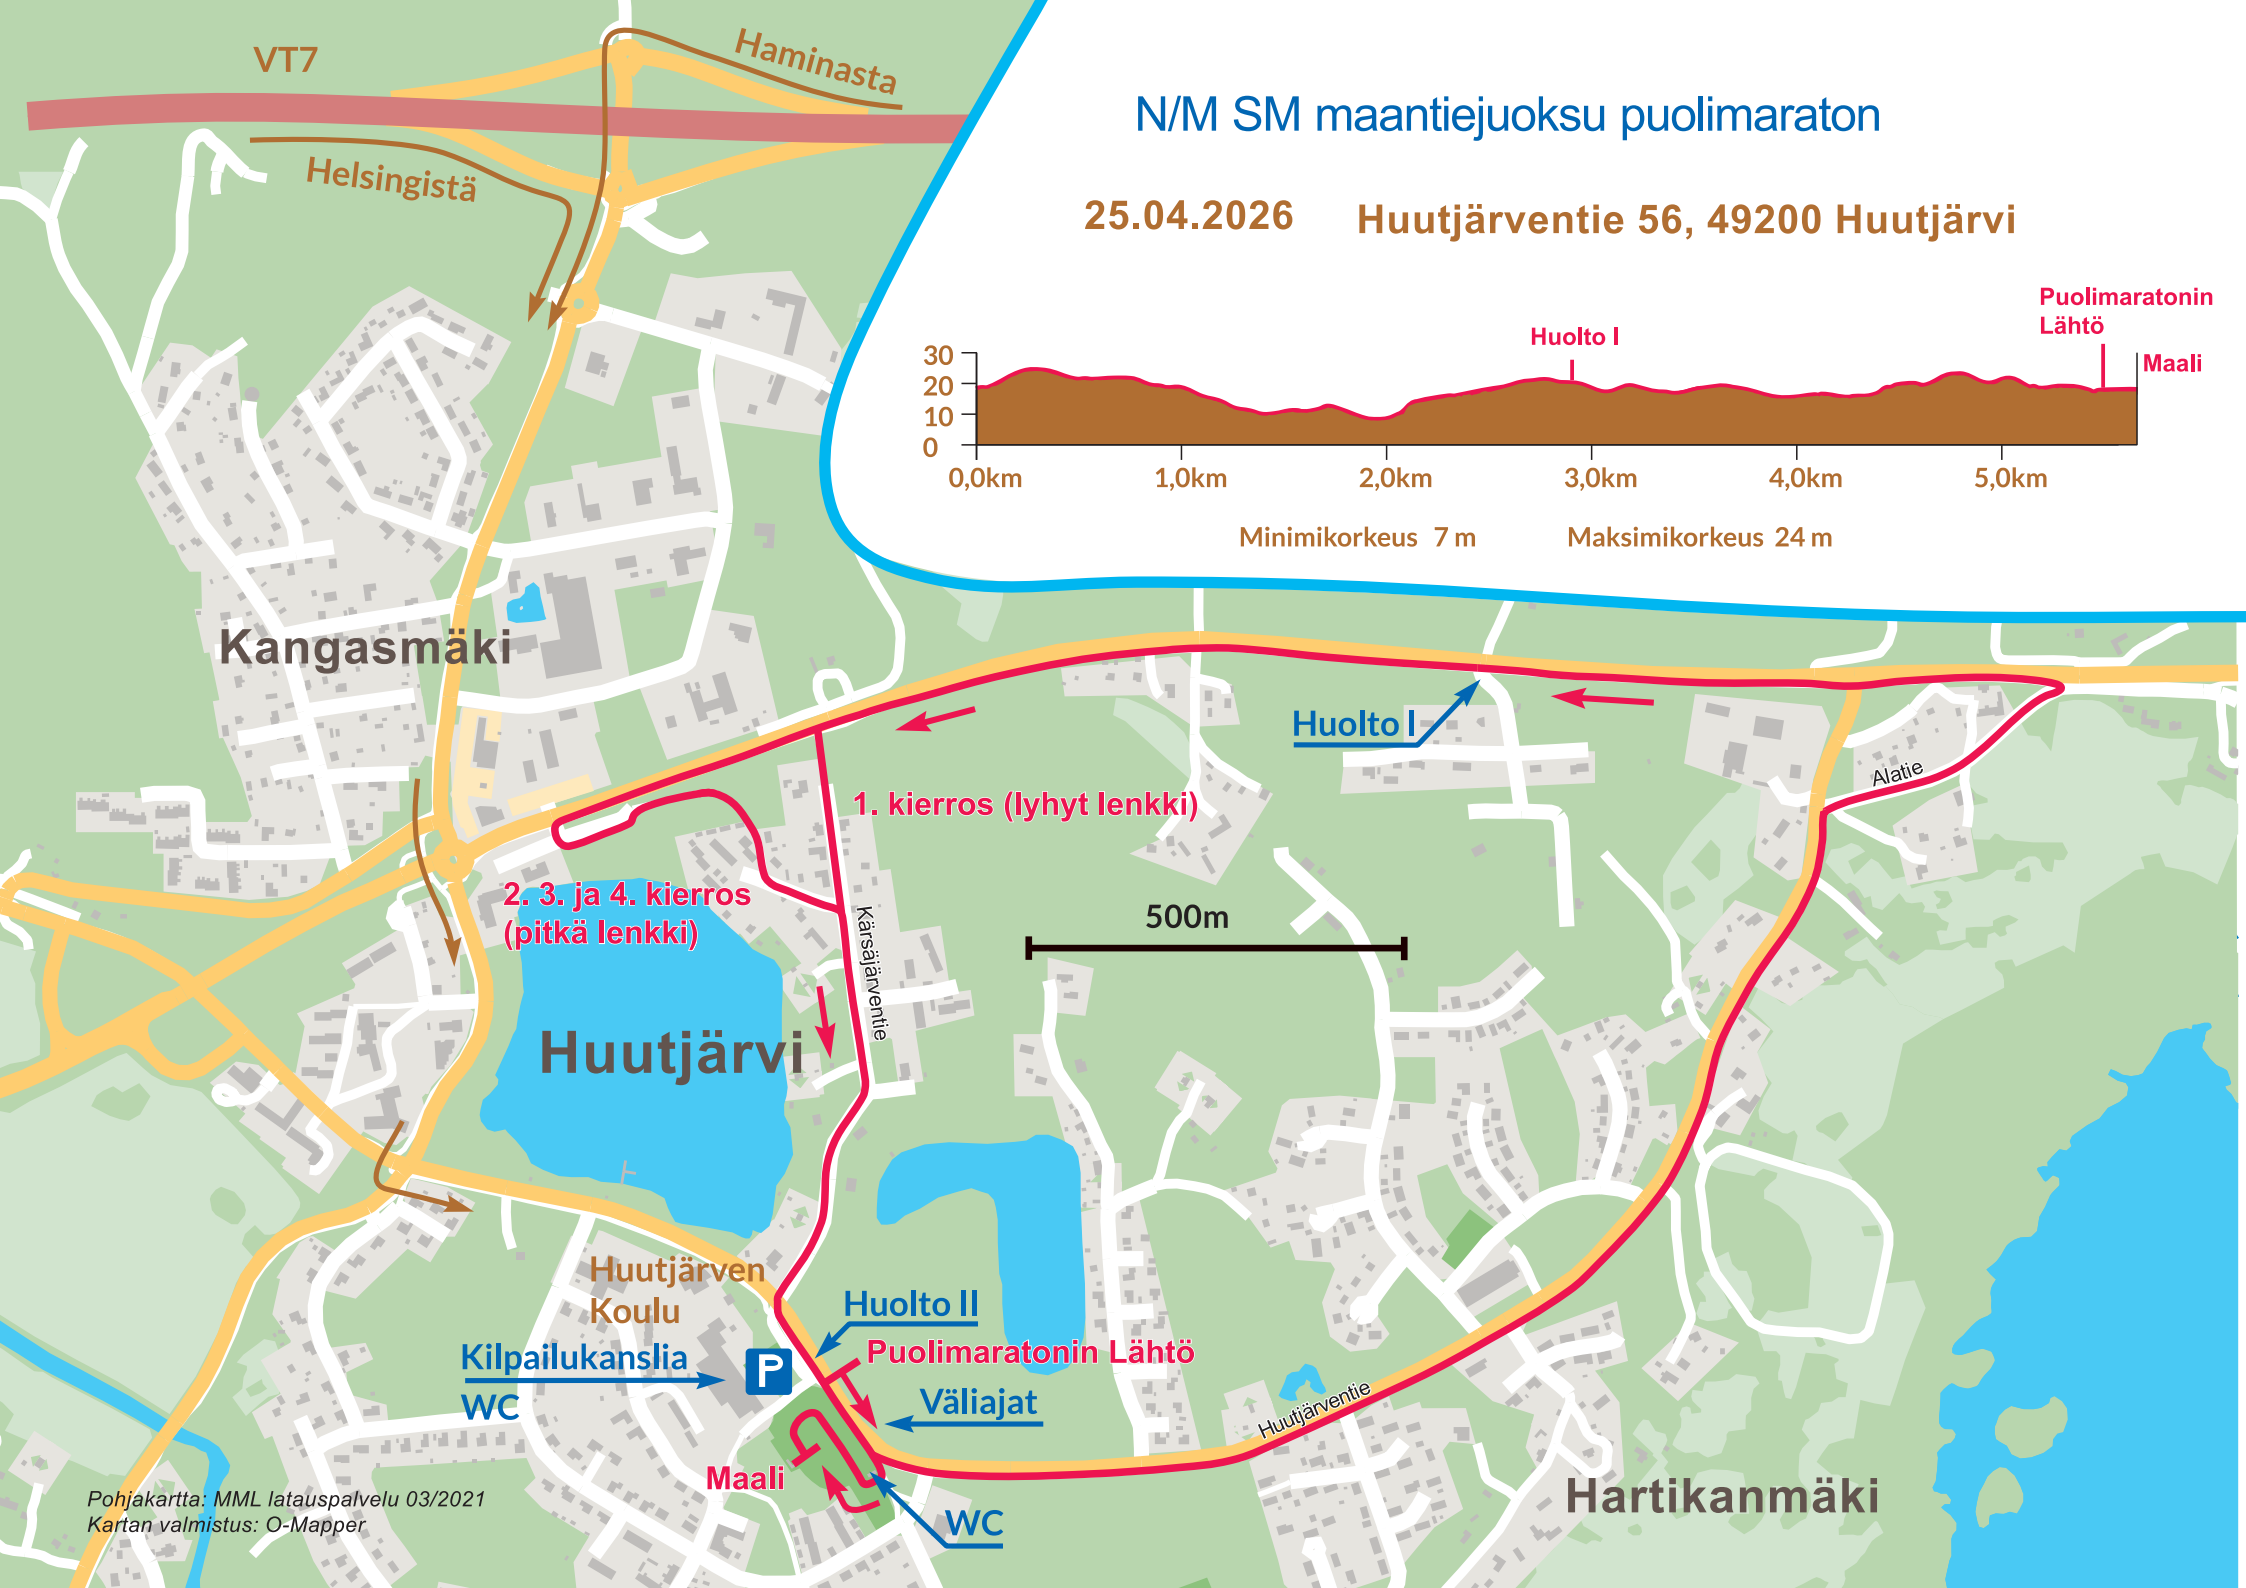 N/M SM maantiejuoksu puolimaraton
25.04.2026 Huutjärventie 56, 49200 Huutjärvi
VT7
Haminasta
Helsingistä
Puolimaratonin
Lähtö
Huolto I
Maali
30
20
10
0
0,0km 1,0km 2,0km 3,0km 4,0km 5,0km
Minimikorkeus 7 m Maksimikorkeus 24 m
Kangasmäki
Huolto I
Alatie
1. kierros (lyhyt lenkki)
2. 3. ja 4. kierros
(pitkä lenkki)
Kärsäjärventie
500m
Huutjärvi
Huutjärven
Koulu
Huolto II
Kilpailukanslia
WC
P
Puolimaratonin Lähtö
Väliajat
Huutjärventie
Maali
WC
Hartikanmäki
Pohjakartta: MML latauspalvelu 03/2021
Kartan valmistus: O-Mapper